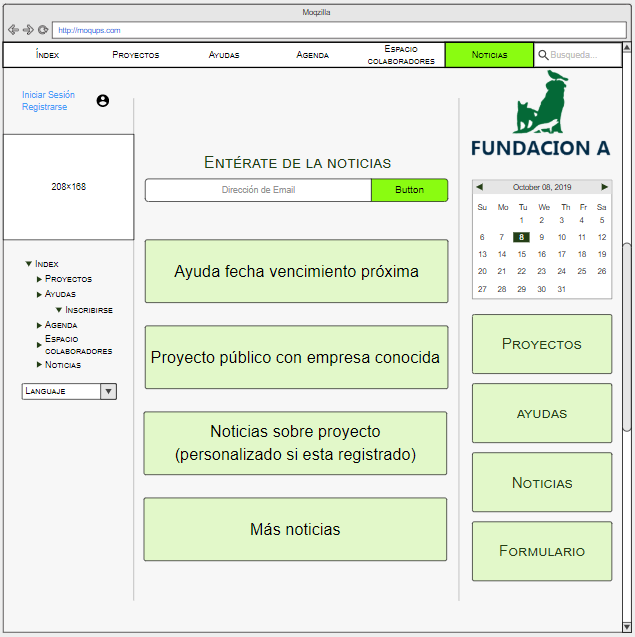 Moqzilla
http://moqups.com
Índex
Proyectos
Ayudas
Agenda
Espacio
colaboradores
Noticias
Busqueda...
Iniciar Sesión
Registrarse
208×168
Índex
Proyectos
Ayudas
Inscribirse
Agenda
Espacio
colaboradores
Noticias
Languaje
Entérate de la noticias
Dirección de Email
Button
Ayuda fecha vencimiento próxima
Proyecto público con empresa conocida
Noticias sobre proyecto
(personalizado si esta registrado)
Más noticias
FUNDACION A
October 08, 2019
Su Mo Tu We Th Fr Sa
1 2 3 4 5
6 7 8 9 10 11 12
13 14 15 16 17 18 19
20 21 22 23 24 25 26
27 28 29 30 31
Proyectos
ayudas
Noticias
Formulario